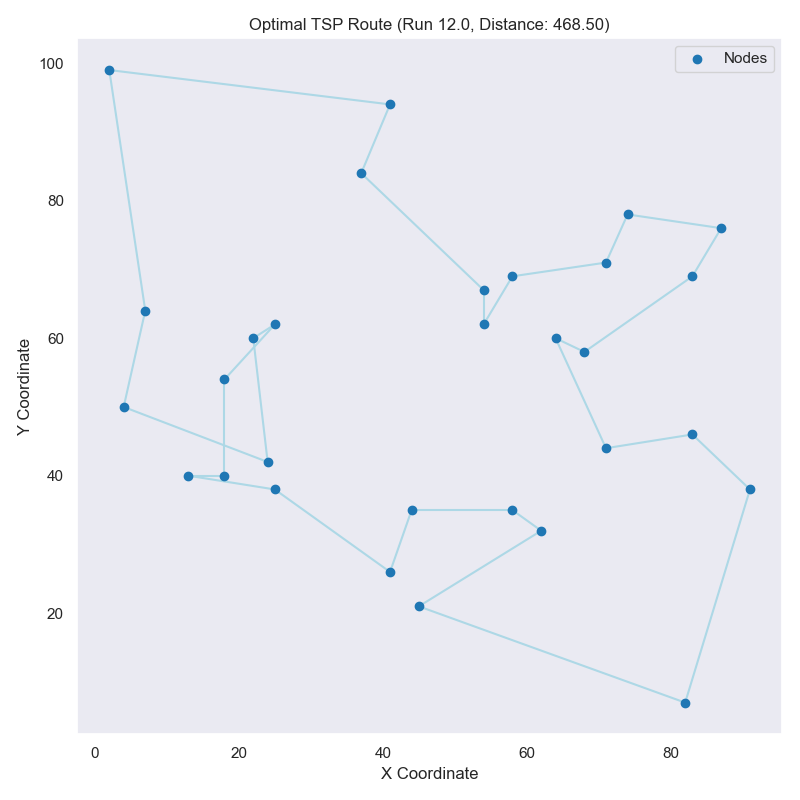 Optimal TSP Route (Run 12.0, Distance: 468.50)
Nodes
100
80
60
40
20
Y Coordinate
0 20 40 60 80
X Coordinate